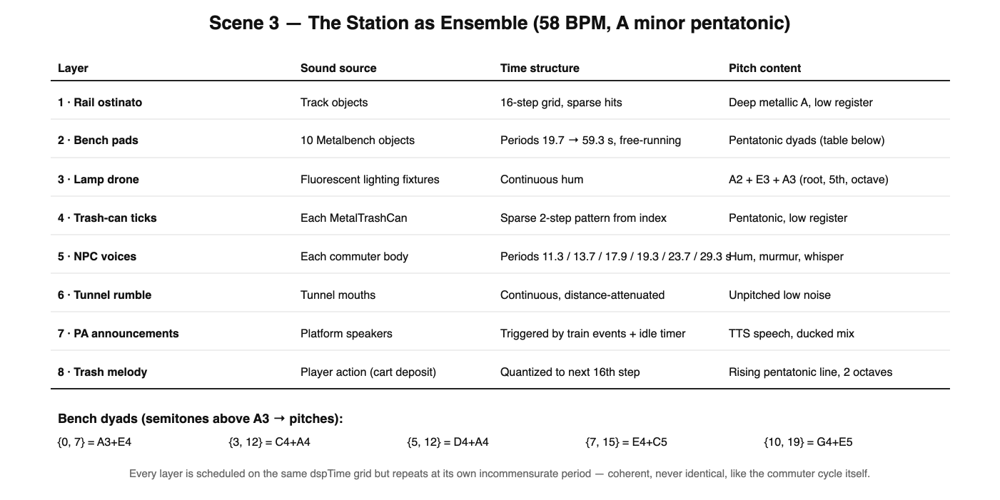 Scene 3 — The Station as Ensemble (58 BPM, A minor pentatonic)
Layer Sound source Time structure Pitch content
1 · Rail ostinato Track objects 16-step grid, sparse hits Deep metallic A, low register
2 · Bench pads 10 Metalbench objects Periods 19.7 → 59.3 s, free-running Pentatonic dyads (table below)
3 · Lamp drone Fluorescent lighting fixtures Continuous hum A2 + E3 + A3 (root, 5th, octave)
4 · Trash-can ticks Each MetalTrashCan Sparse 2-step pattern from index Pentatonic, low register
5 · NPC voices Each commuter body Periods 11.3 / 13.7 / 17.9 / 19.3 / 23.7 / 29.3 s Hum, murmur, whisper
6 · Tunnel rumble Tunnel mouths Continuous, distance-attenuated Unpitched low noise
7 · PA announcements Platform speakers Triggered by train events + idle timer TTS speech, ducked mix
8 · Trash melody Player action (cart deposit) Quantized to next 16th step Rising pentatonic line, 2 octaves
Bench dyads (semitones above A3 → pitches):
{0, 7} = A3+E4 {3, 12} = C4+A4 {5, 12} = D4+A4 {7, 15} = E4+C5 {10, 19} = G4+E5
Every layer is scheduled on the same dspTime grid but repeats at its own incommensurate period — coherent, never identical, like the commuter cycle itself.